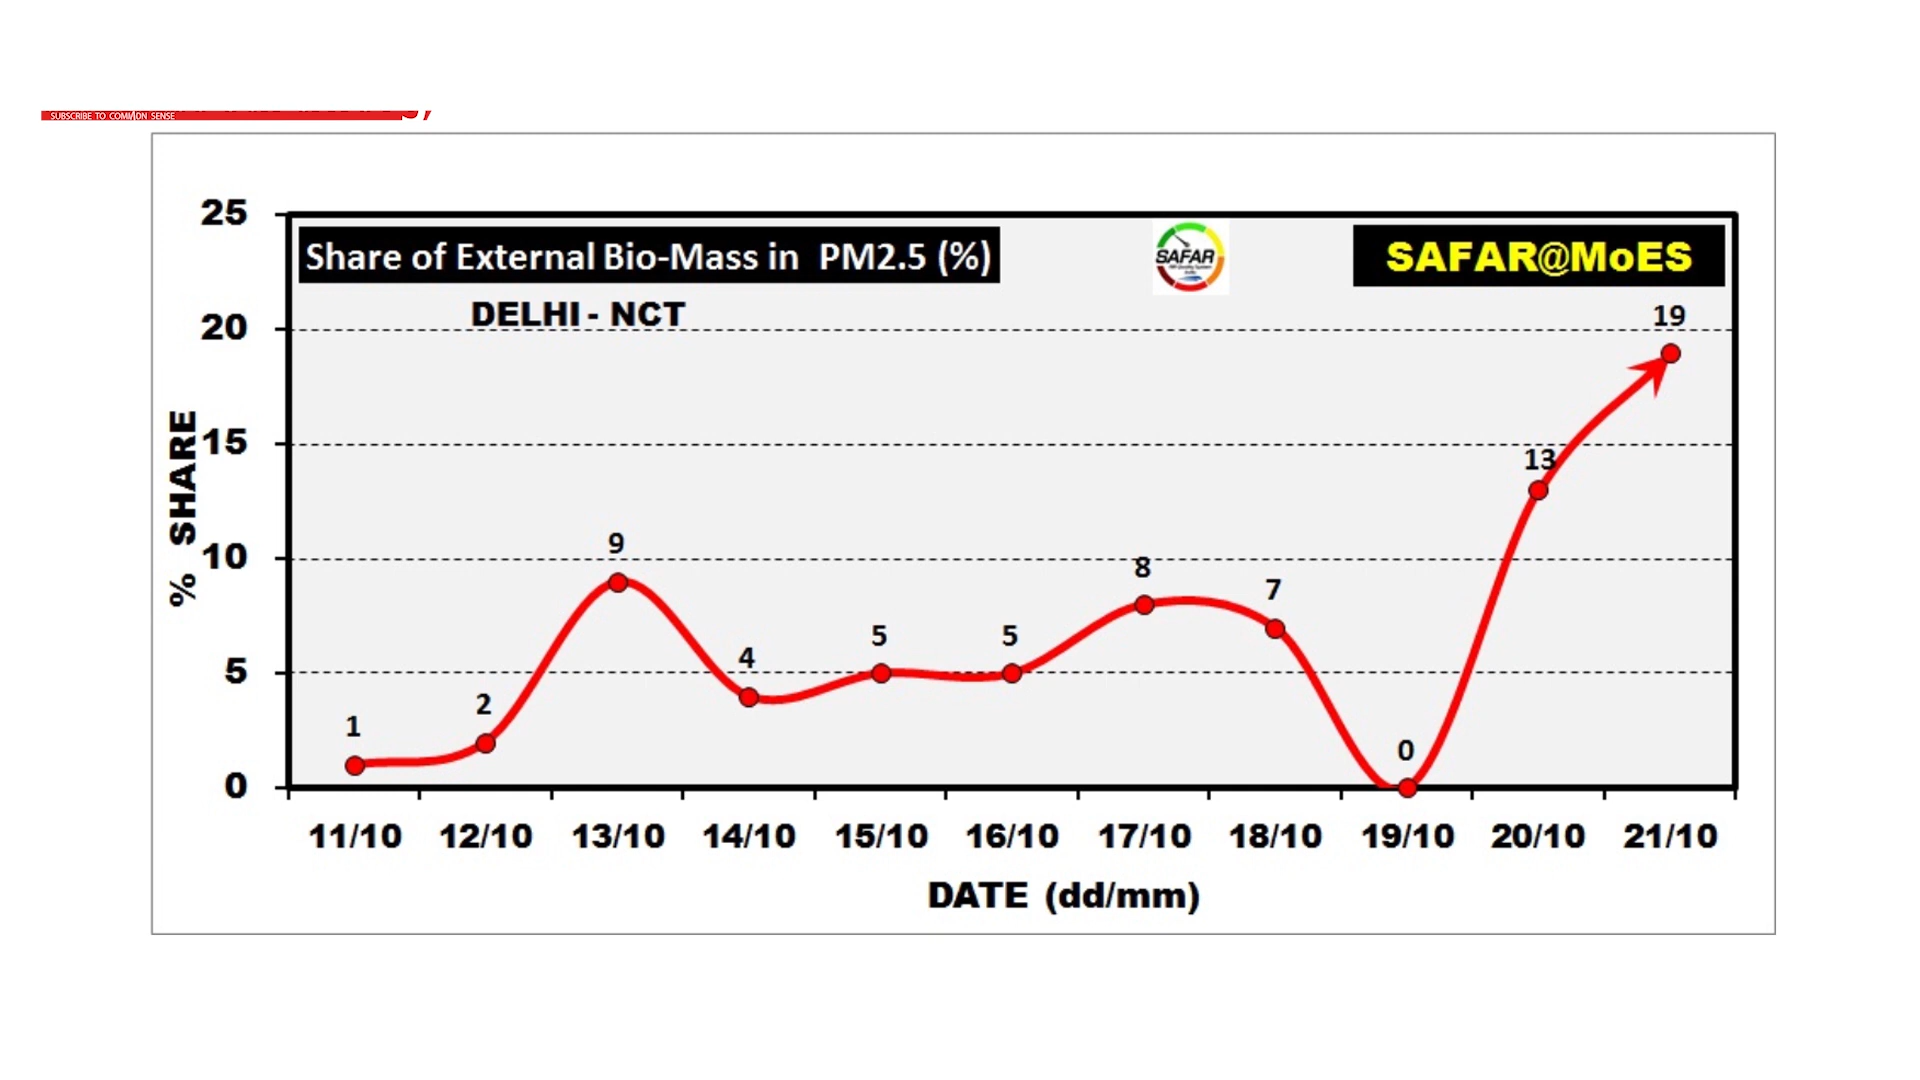 SUBSCRIBE TO COMMON SENSE
25
Share of External Bio-Mass in PM2.5 (%)
SAFAR
SAFAR@MoES
DELHI - NCT
20
19
15
13
% SHARE
10
9
8
7
5
5
5
4
2
1
0
0
11/10 12/10 13/10 14/10 15/10 16/10 17/10 18/10 19/10 20/10 21/10
DATE (dd/mm)